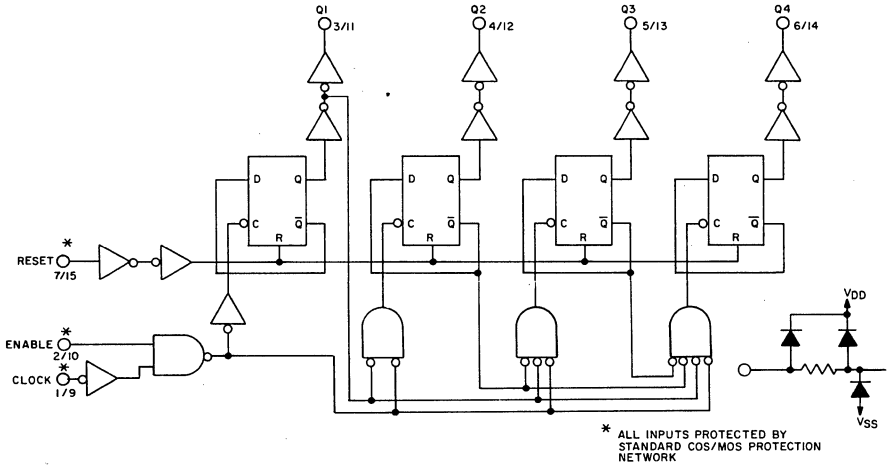 Q1
3/11
Q2
4/12
Q3
5/13
Q4
6/14
D Q
C Q̅
R
D Q
C Q̅
R
D Q
C Q̅
R
D Q
C Q̅
R
*
RESET
7/15
*
ENABLE
2/10
*
CLOCK
1/9
VDD
VSS
* ALL INPUTS PROTECTED BY
STANDARD COS/MOS PROTECTION
NETWORK